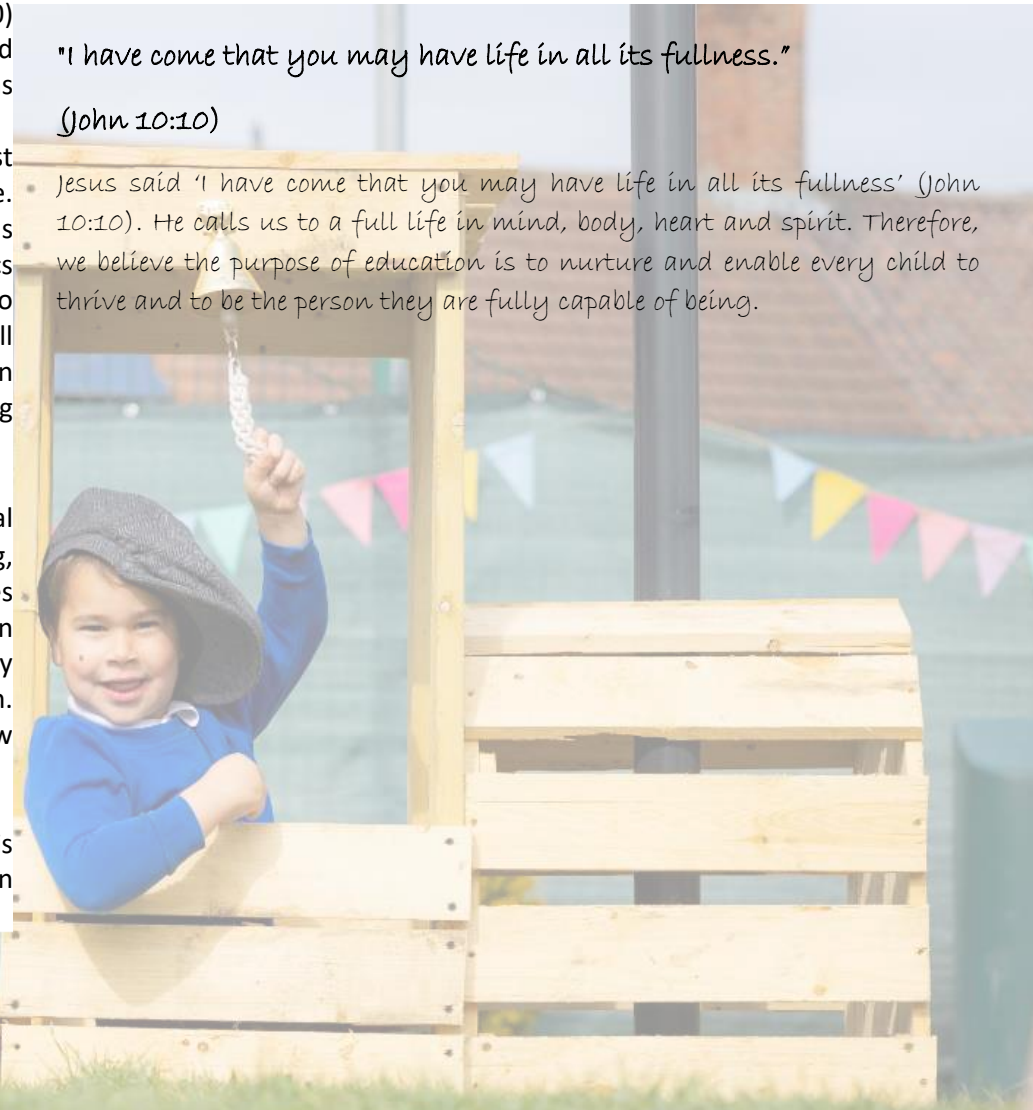 "I have come that you may have life in all its fullness."
(John 10:10)
Jesus said ‘I have come that you may have life in all its fullness’ (John
10:10). He calls us to a full life in mind, body, heart and spirit. Therefore,
we believe the purpose of education is to nurture and enable every child to
thrive and to be the person they are fully capable of being.